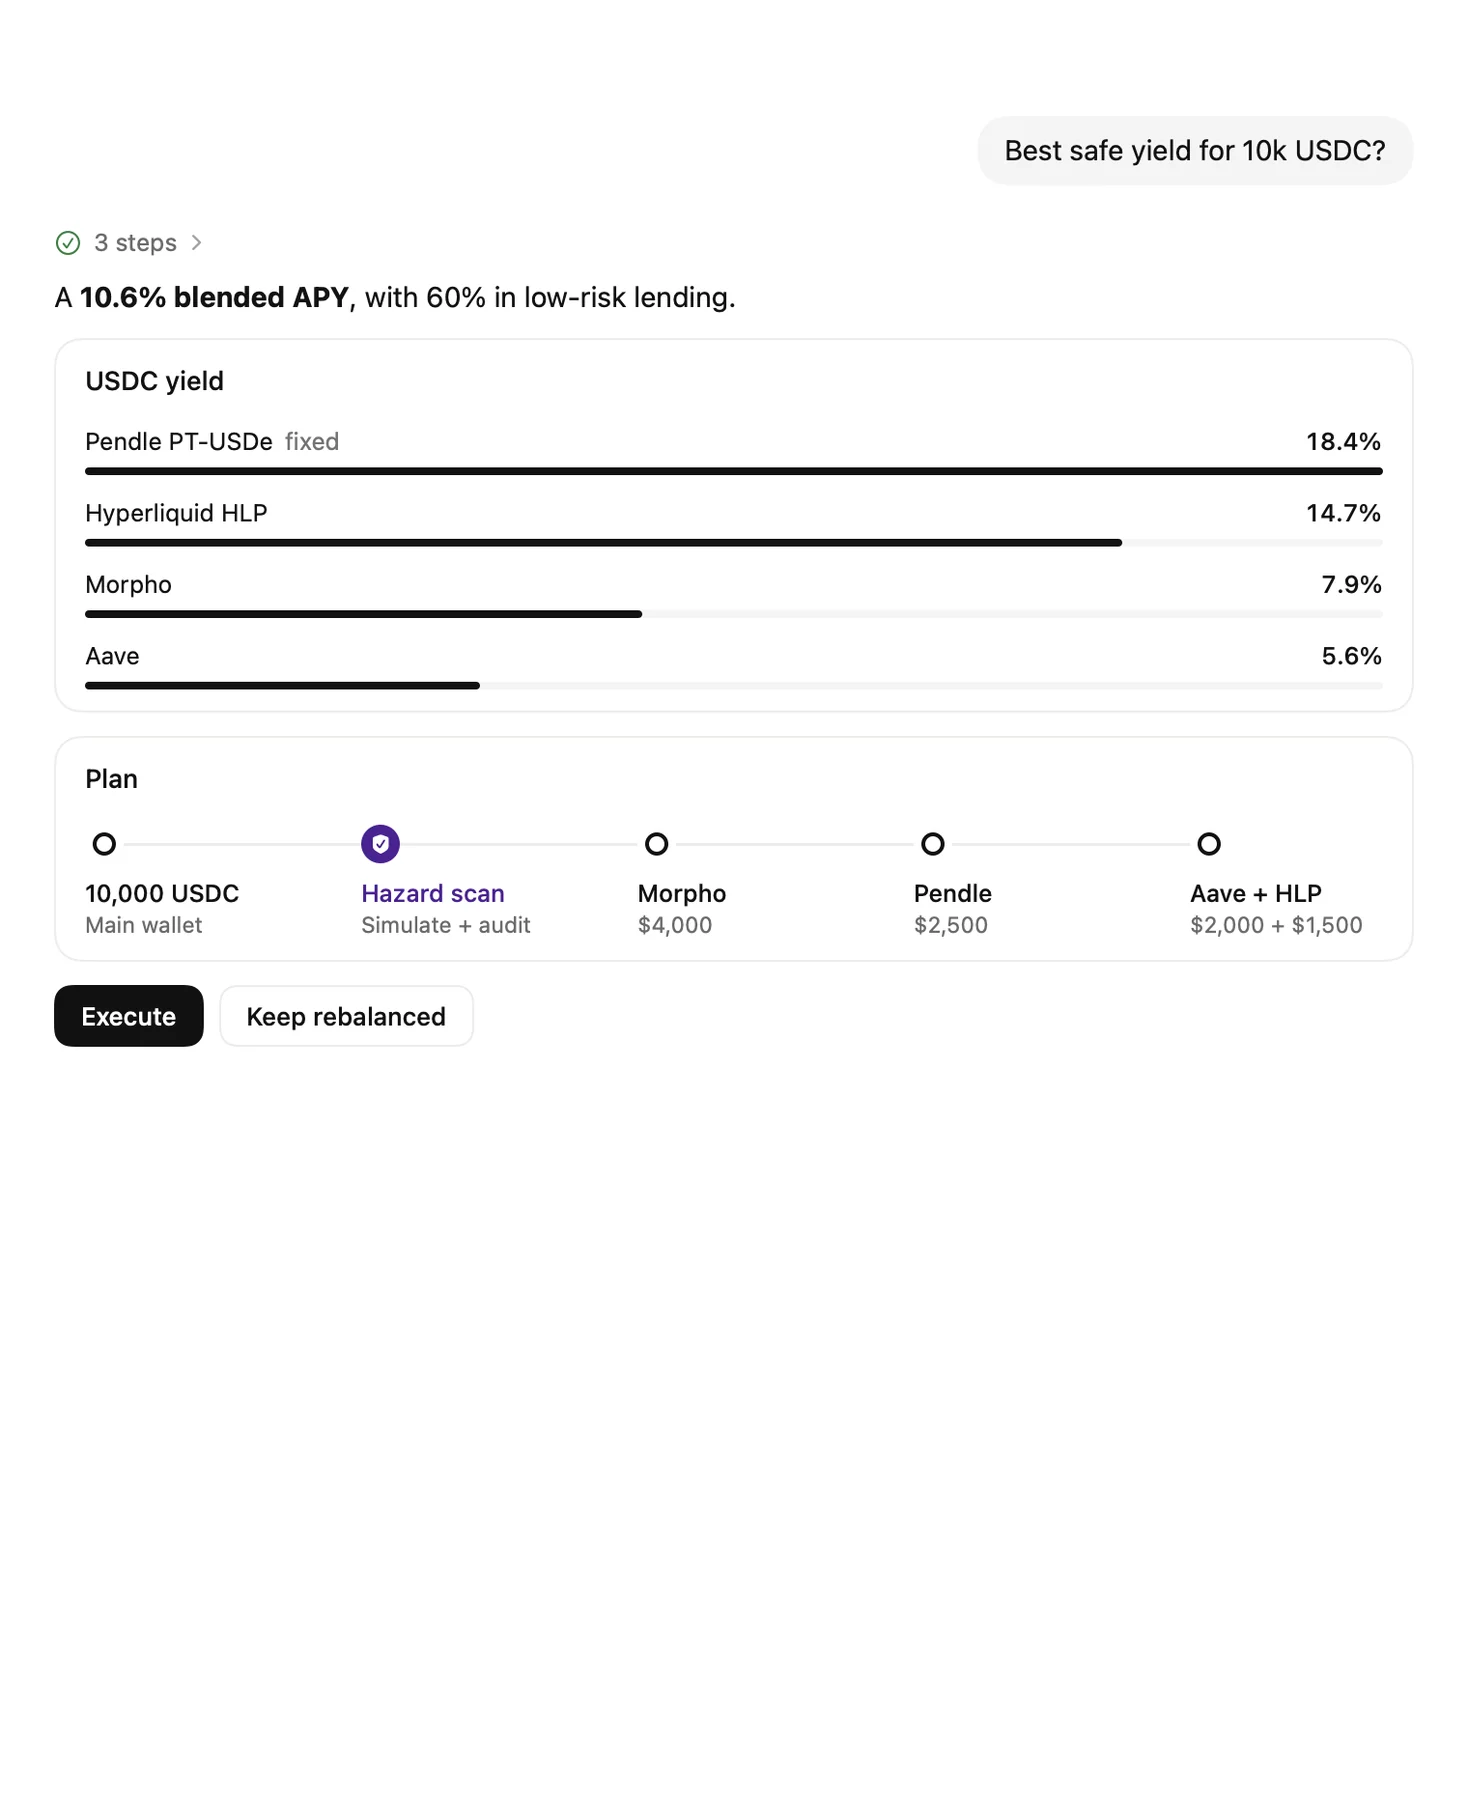 Best safe yield for 10k USDC?
3 steps
A 10.6% blended APY, with 60% in low-risk lending.
USDC yield
Pendle PT-USDe fixed 18.4%
Hyperliquid HLP 14.7%
Morpho 7.9%
Aave 5.6%
Plan
10,000 USDC Hazard scan Morpho Pendle Aave + HLP
Main wallet Simulate + audit $4,000 $2,500 $2,000 + $1,500
Execute Keep rebalanced